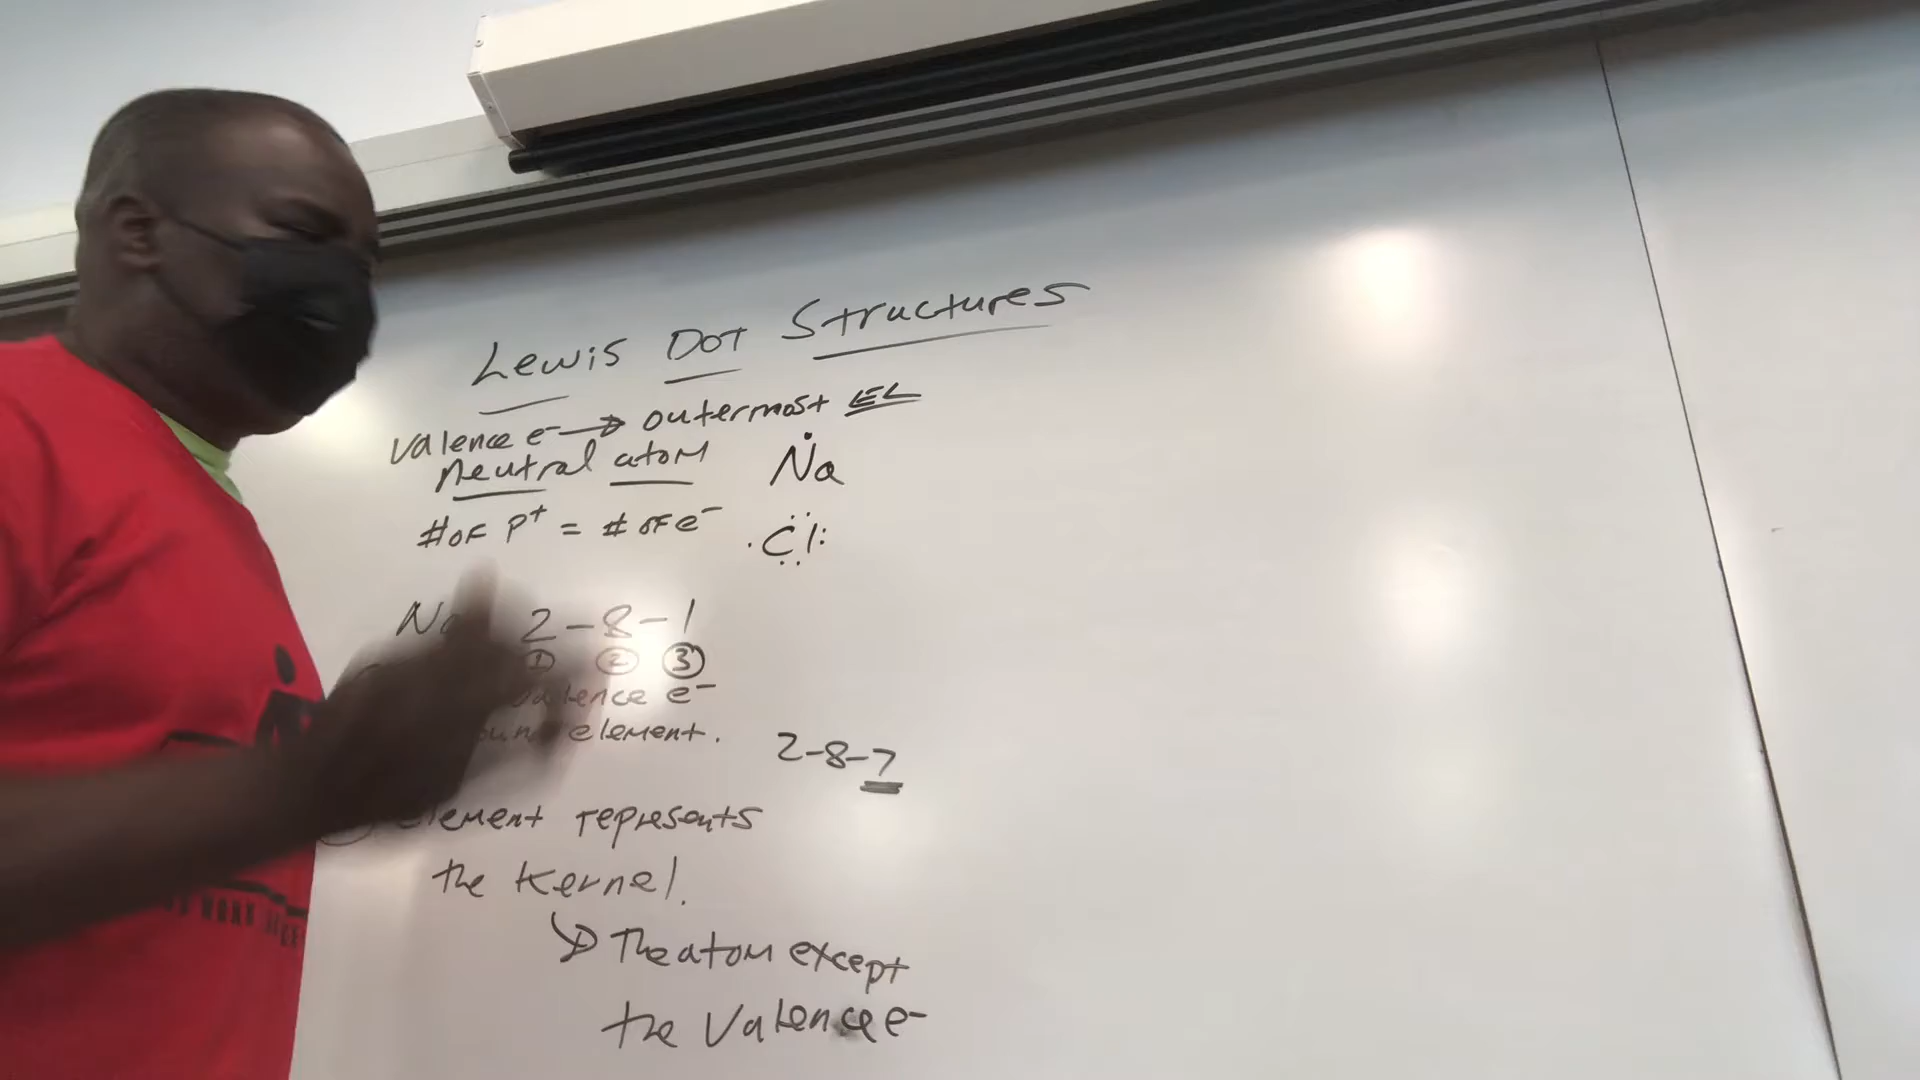 Lewis Dot Structures
Valence e⁻ → outermost EL
Neutral atom
Na
#of P⁺ = # of e⁻
Cl
Na 2-8-1
① ② ③
valence e⁻
element.
2-8-7
element represents
the Kernel.
↳ The atom except
the Valence e⁻
WORK